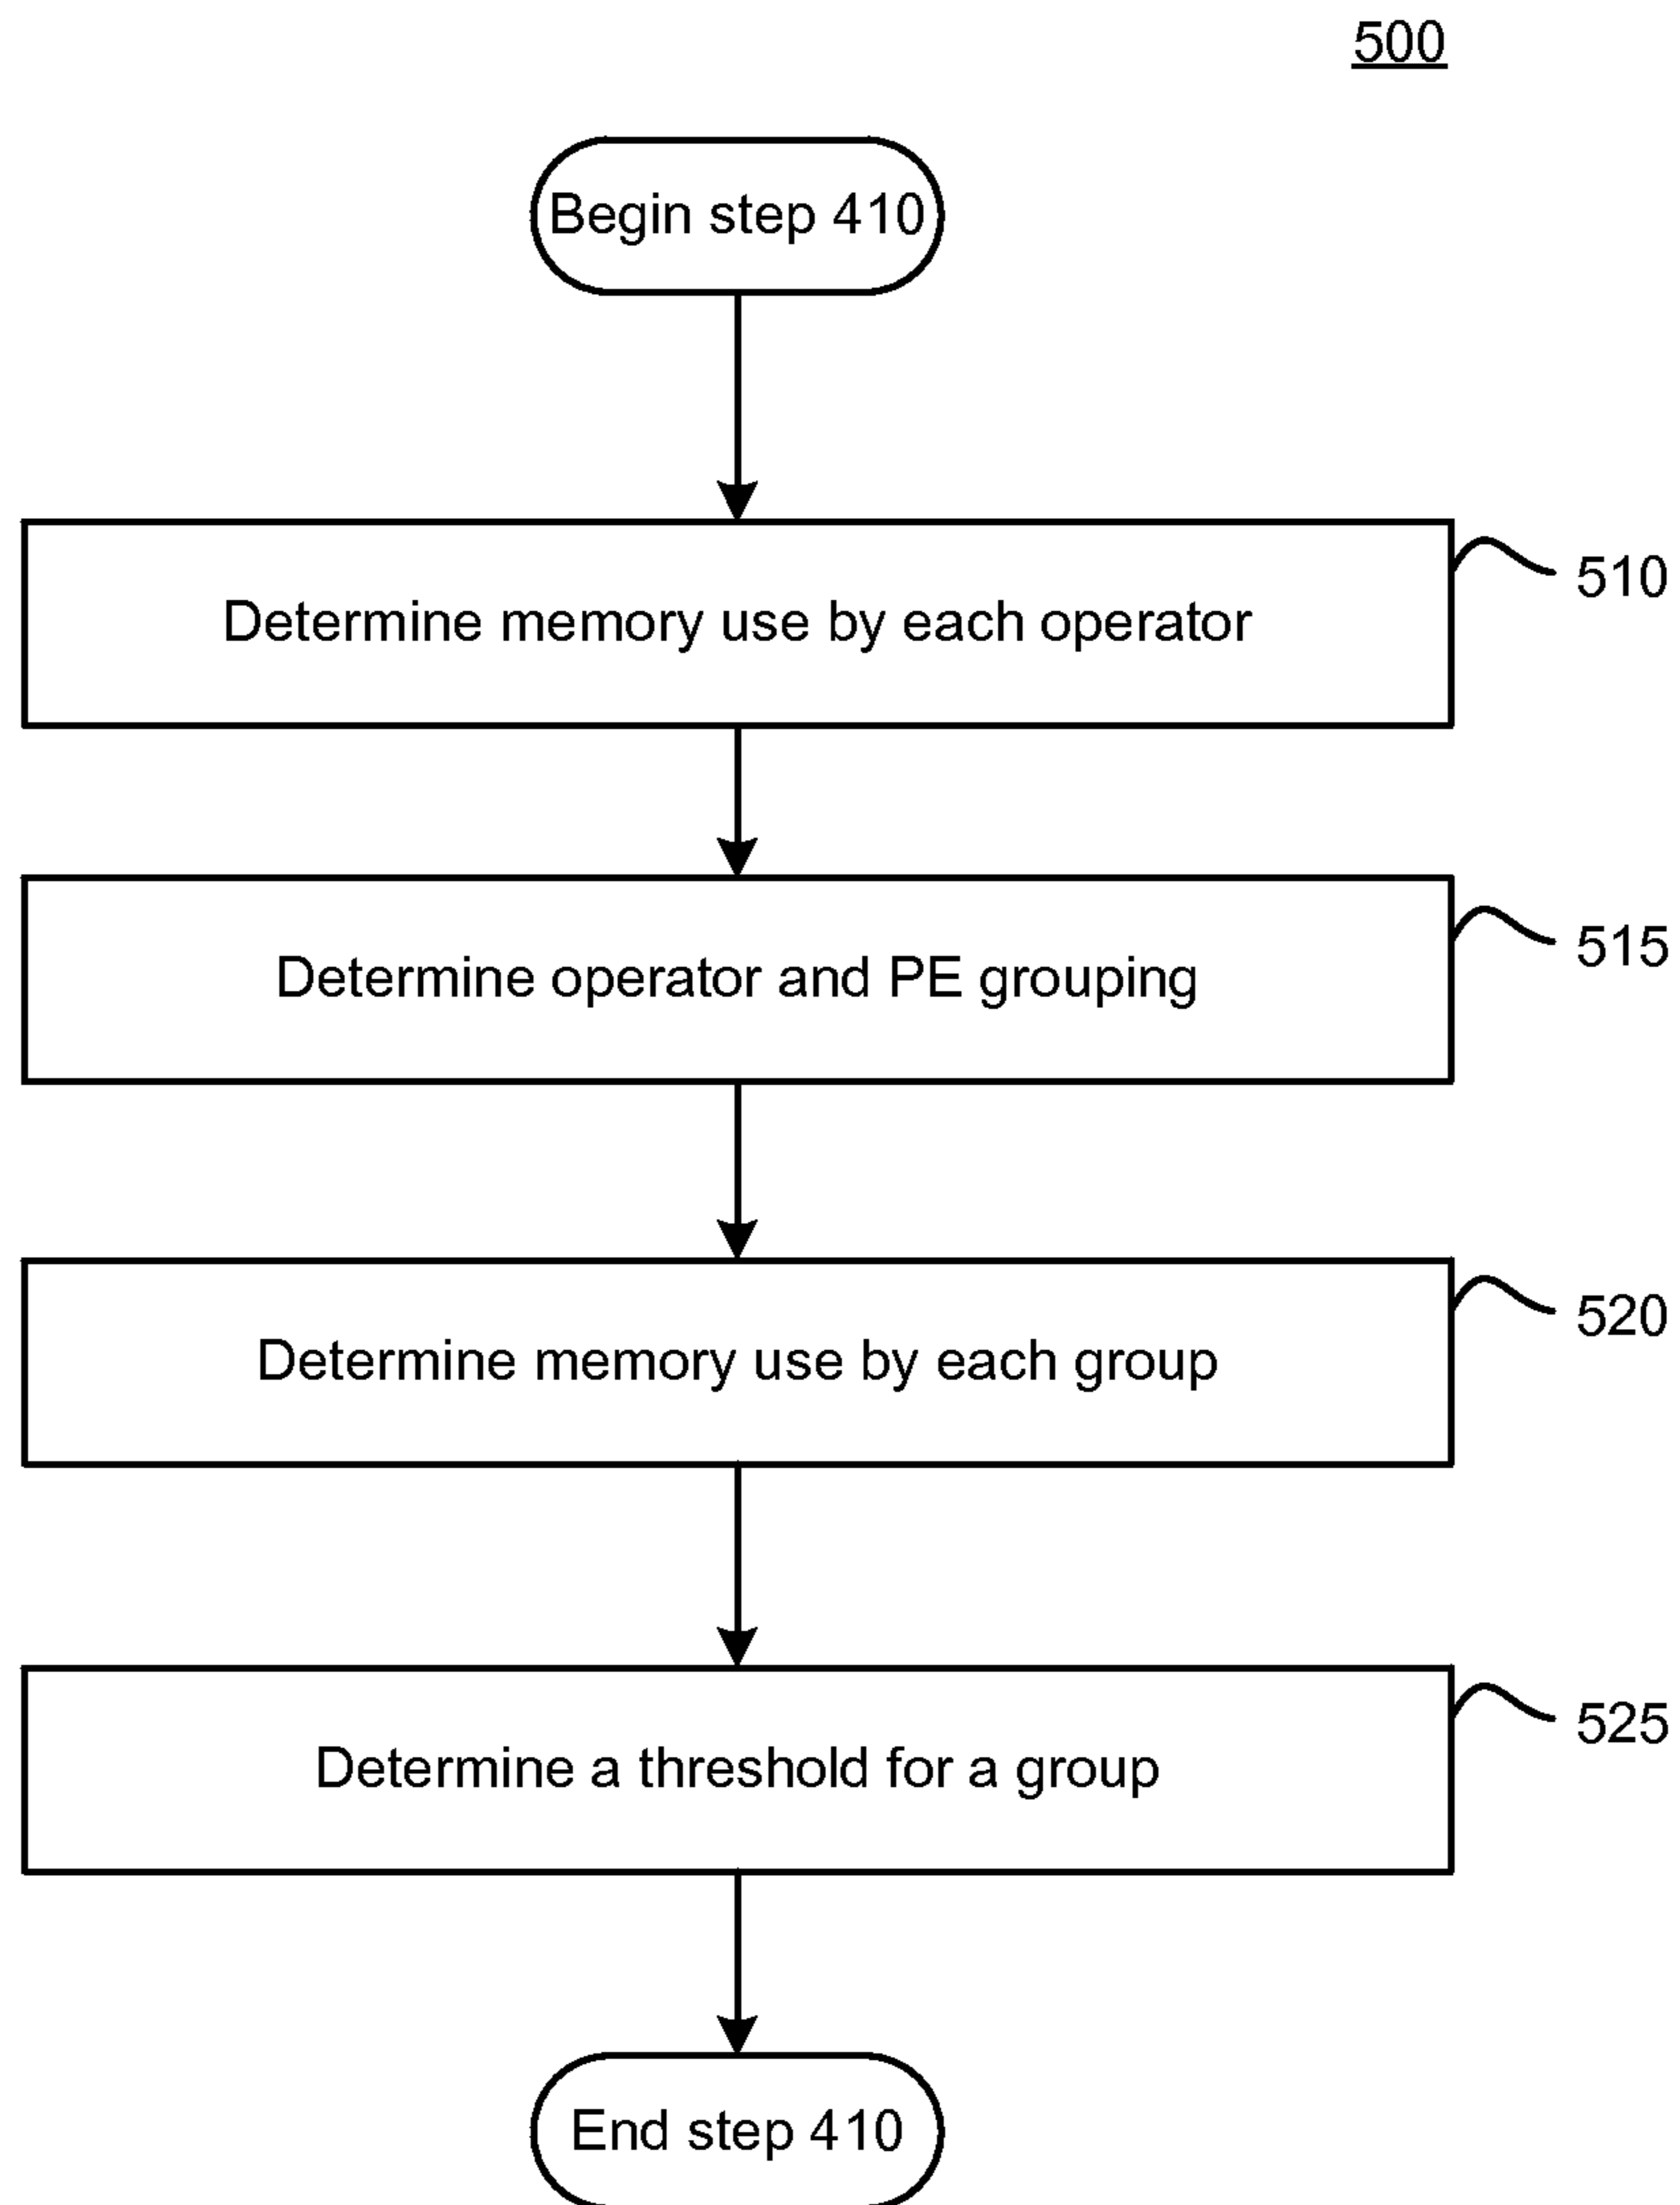 500
Begin step 410
Determine memory use by each operator
510
Determine operator and PE grouping
515
Determine memory use by each group
520
Determine a threshold for a group
525
End step 410